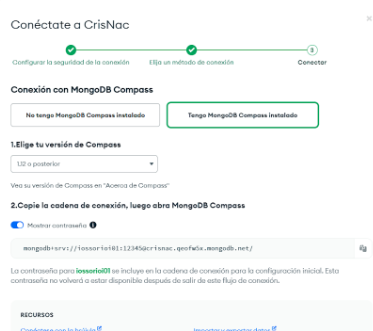 Conéctate a CrisNac
×
3
Configurar la seguridad de la conexión
Elija un método de conexión
Conectar
Conexión con MongoDB Compass
No tengo MongoDB Compass instalado
Tengo MongoDB Compass instalado
1.Elige tu versión de Compass
1.12 o posterior
Vea su versión de Compass en "Acerca de Compass"
2.Copie la cadena de conexión, luego abra MongoDB Compass
Mostrar contraseña
mongodb+srv://iossorioi01:12345@crisnac.qeofw5x.mongodb.net/
La contraseña para iossorioi01 se incluye en la cadena de conexión para la configuración inicial. Esta
contraseña no volverá a estar disponible después de salir de este flujo de conexión.
RECURSOS
Conéctese con la brújula
Importar y exportar datos